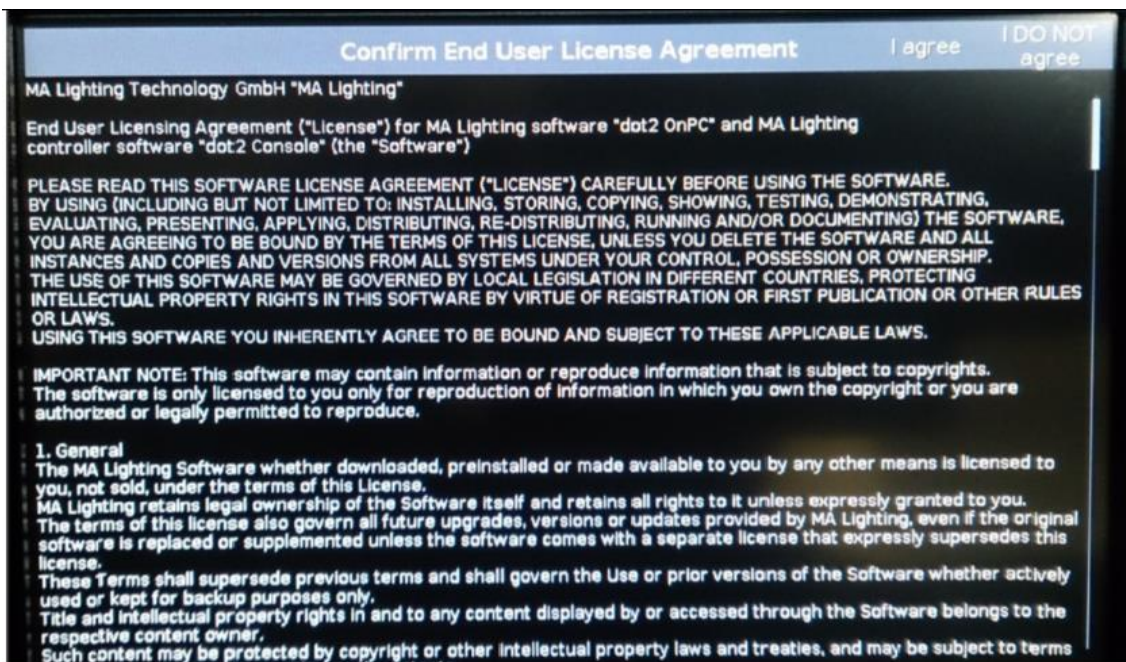 Confirm End User License Agreement
I agree
I DO NOT
agree
MA Lighting Technology GmbH "MA Lighting"
End User Licensing Agreement ("License") for MA Lighting software "dot2 OnPC" and MA Lighting
controller software "dot2 Console" (the "Software")
PLEASE READ THIS SOFTWARE LICENSE AGREEMENT ("LICENSE") CAREFULLY BEFORE USING THE SOFTWARE.
BY USING (INCLUDING BUT NOT LIMITED TO: INSTALLING, STORING, COPYING, SHOWING, TESTING, DEMONSTRATING,
EVALUATING, PRESENTING, APPLYING, DISTRIBUTING, RE-DISTRIBUTING, RUNNING AND/OR DOCUMENTING) THE SOFTWARE,
YOU ARE AGREEING TO BE BOUND BY THE TERMS OF THIS LICENSE, UNLESS YOU DELETE THE SOFTWARE AND ALL
INSTANCES AND COPIES AND VERSIONS FROM ALL SYSTEMS UNDER YOUR CONTROL, POSSESSION OR OWNERSHIP.
THE USE OF THIS SOFTWARE MAY BE GOVERNED BY LOCAL LEGISLATION IN DIFFERENT COUNTRIES, PROTECTING
INTELLECTUAL PROPERTY RIGHTS IN THIS SOFTWARE BY VIRTUE OF REGISTRATION OR FIRST PUBLICATION OR OTHER RULES
OR LAWS.
USING THIS SOFTWARE YOU INHERENTLY AGREE TO BE BOUND AND SUBJECT TO THESE APPLICABLE LAWS.
IMPORTANT NOTE: This software may contain information or reproduce information that is subject to copyrights.
The software is only licensed to you only for reproduction of information in which you own the copyright or you are
authorized or legally permitted to reproduce.
1. General
The MA Lighting Software whether downloaded, preinstalled or made available to you by any other means is licensed to
you, not sold, under the terms of this License.
MA Lighting retains legal ownership of the Software itself and retains all rights to it unless expressly granted to you.
The terms of this license also govern all future upgrades, versions or updates provided by MA Lighting, even if the original
software is replaced or supplemented unless the software comes with a separate license that expressly supersedes this
license.
These Terms shall supersede previous terms and shall govern the Use or prior versions of the Software whether actively
used or kept for backup purposes only.
Title and intellectual property rights in and to any content displayed by or accessed through the Software belongs to the
respective content owner.
Such content may be protected by copyright or other intellectual property laws and treaties, and may be subject to terms